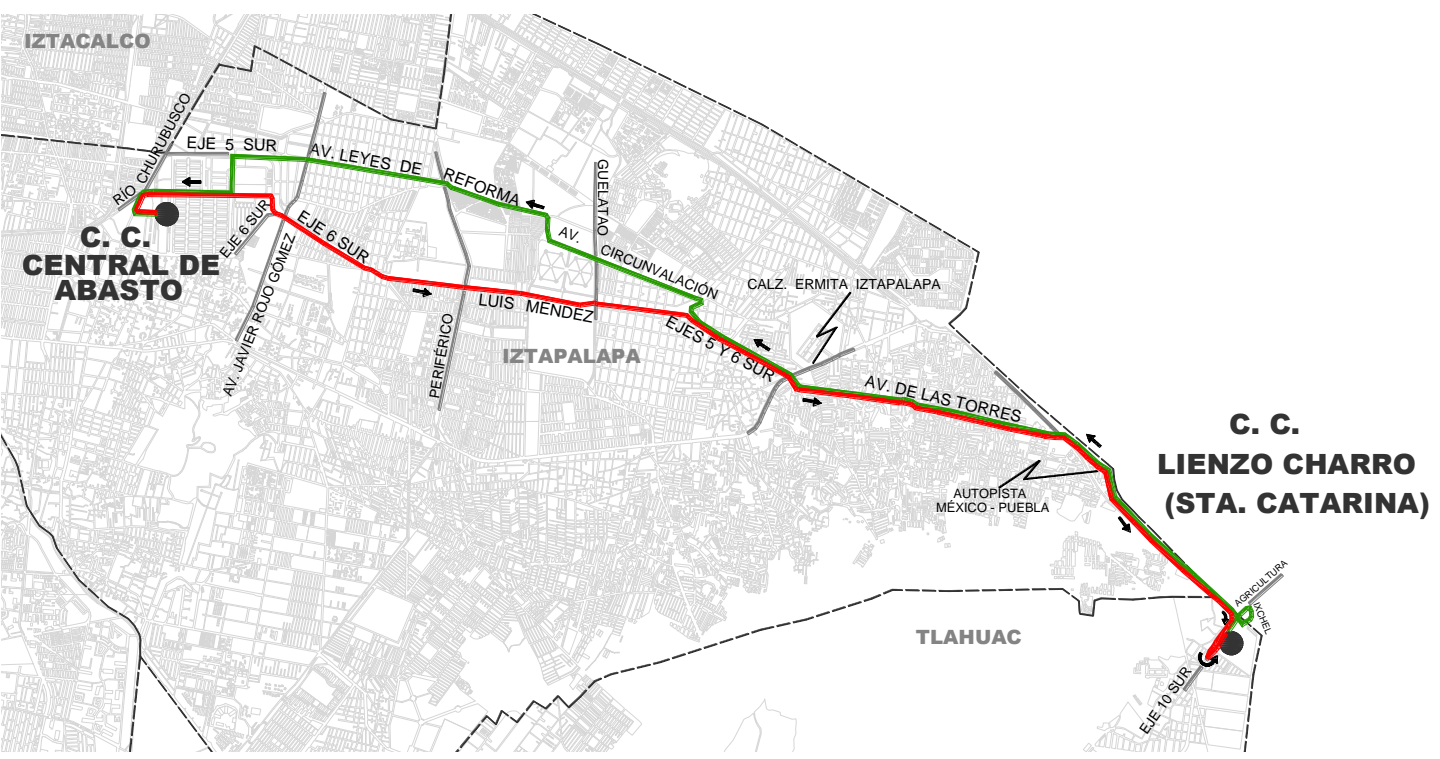 IZTACALCO
RÍO CHURUBUSCO
EJE 5 SUR
AV. LEYES DE REFORMA
GUELATAO
AV. CIRCUNVALACIÓN
EJE 6 SUR
EJE 6 SUR
C. C.
CENTRAL DE
ABASTO
AV. JAVIER ROJO GÓMEZ
PERIFÉRICO
LUIS MÉNDEZ
CALZ. ERMITA IZTAPALAPA
IZTAPALAPA
EJES 5 Y 6 SUR
AV. DE LAS TORRES
C. C.
LIENZO CHARRO
(STA. CATARINA)
AUTOPISTA
MÉXICO - PUEBLA
AGRICULTURA
IXCHEL
TLAHUAC
EJE 10 SUR